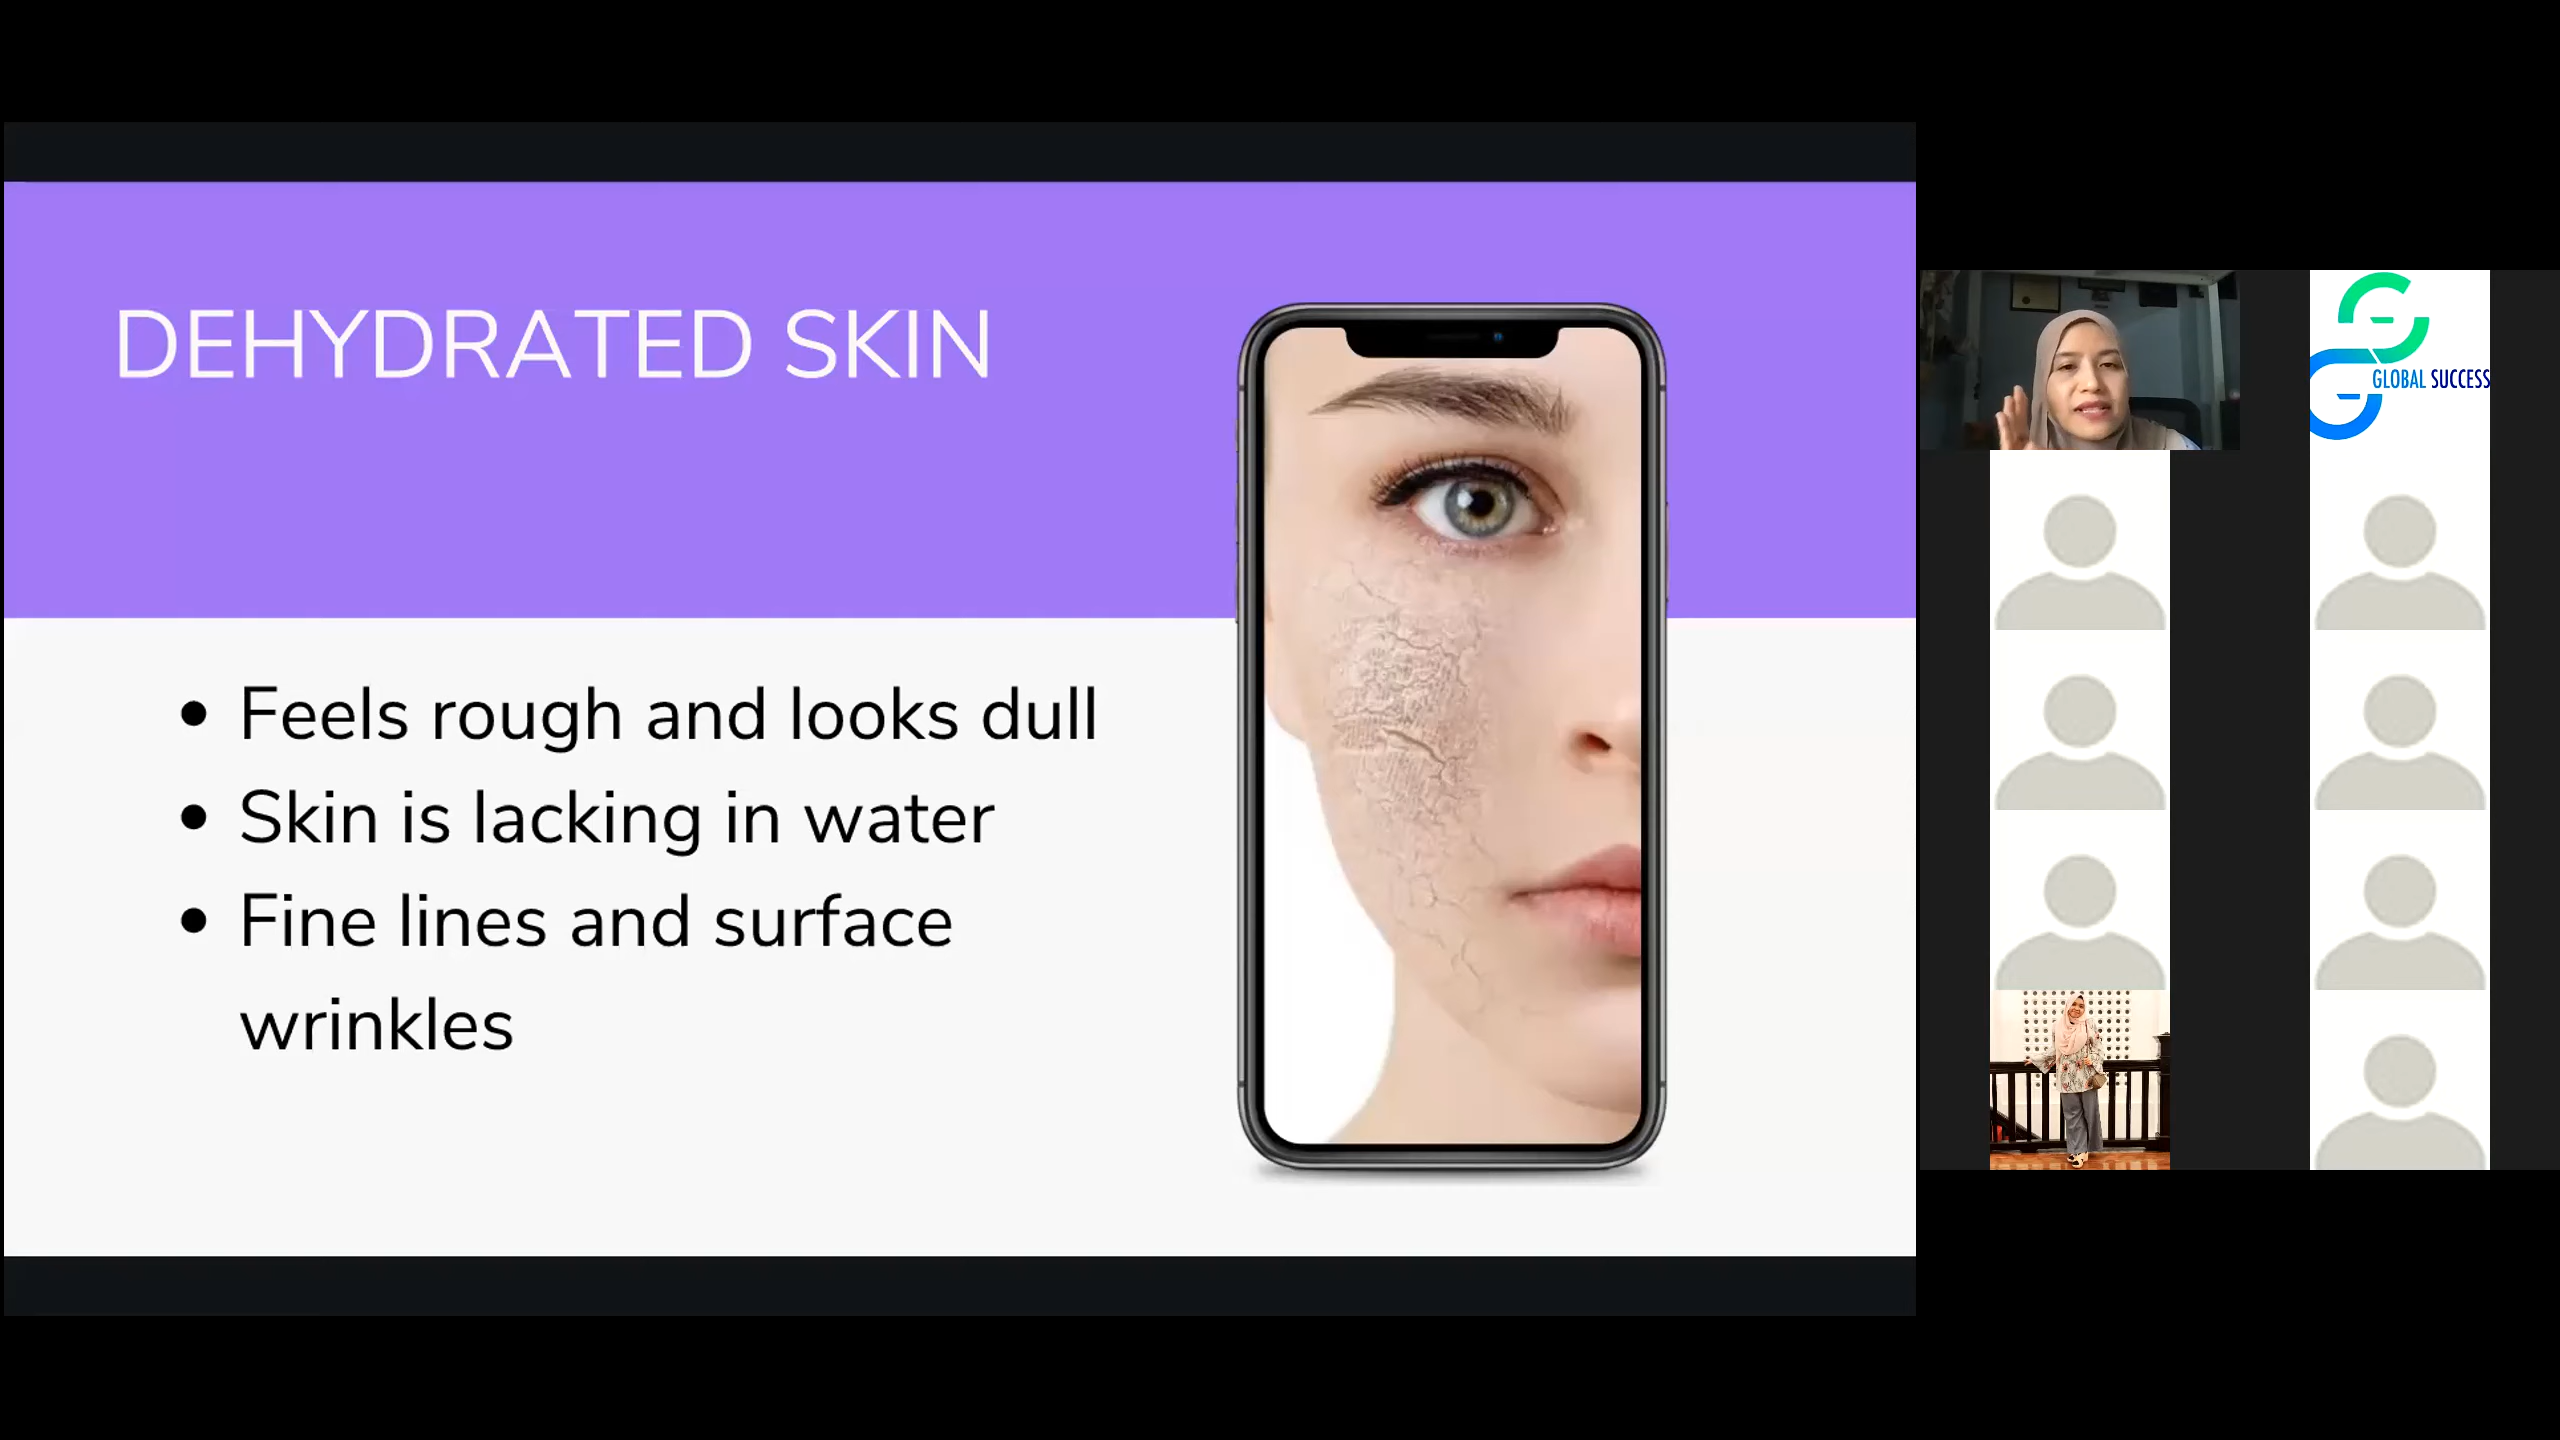 DEHYDRATED SKIN
Feels rough and looks dull
Skin is lacking in water
Fine lines and surface
wrinkles
GLOBAL SUCCESS